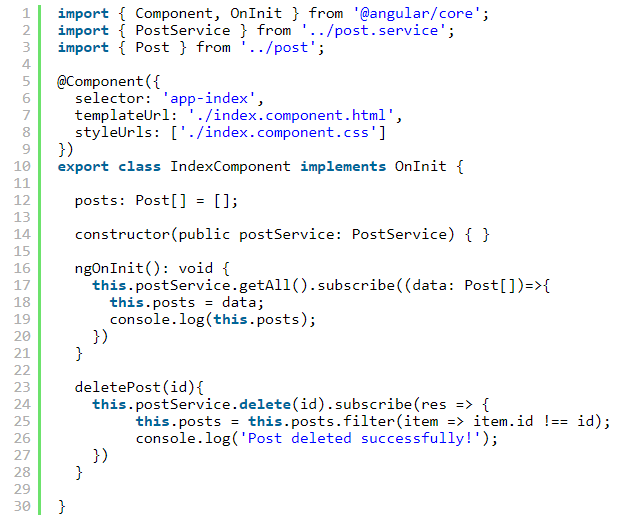 1 import { Component, OnInit } from '@angular/core';
2 import { PostService } from '../post.service';
3 import { Post } from '../post';
4
5 @Component({
6   selector: 'app-index',
7   templateUrl: './index.component.html',
8   styleUrls: ['./index.component.css']
9 })
10 export class IndexComponent implements OnInit {
11
12   posts: Post[] = [];
13
14   constructor(public postService: PostService) { }
15
16   ngOnInit(): void {
17     this.postService.getAll().subscribe((data: Post[])=>{
18       this.posts = data;
19       console.log(this.posts);
20     })
21   }
22
23   deletePost(id){
24     this.postService.delete(id).subscribe(res => {
25          this.posts = this.posts.filter(item => item.id !== id);
26          console.log('Post deleted successfully!');
27     })
28   }
29
30 }